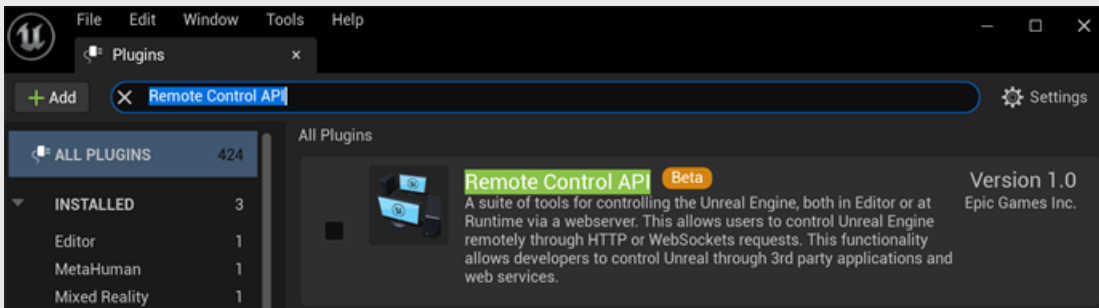 File Edit Window Tools Help
Plugins
Add
Remote Control API
Settings
ALL PLUGINS 424
INSTALLED 3
Editor 1
MetaHuman 1
Mixed Reality 1
All Plugins
Remote Control API Beta
Version 1.0
Epic Games Inc.
A suite of tools for controlling the Unreal Engine, both in Editor or at
Runtime via a webserver. This allows users to control Unreal Engine
remotely through HTTP or WebSockets requests. This functionality
allows developers to control Unreal through 3rd party applications and
web services.